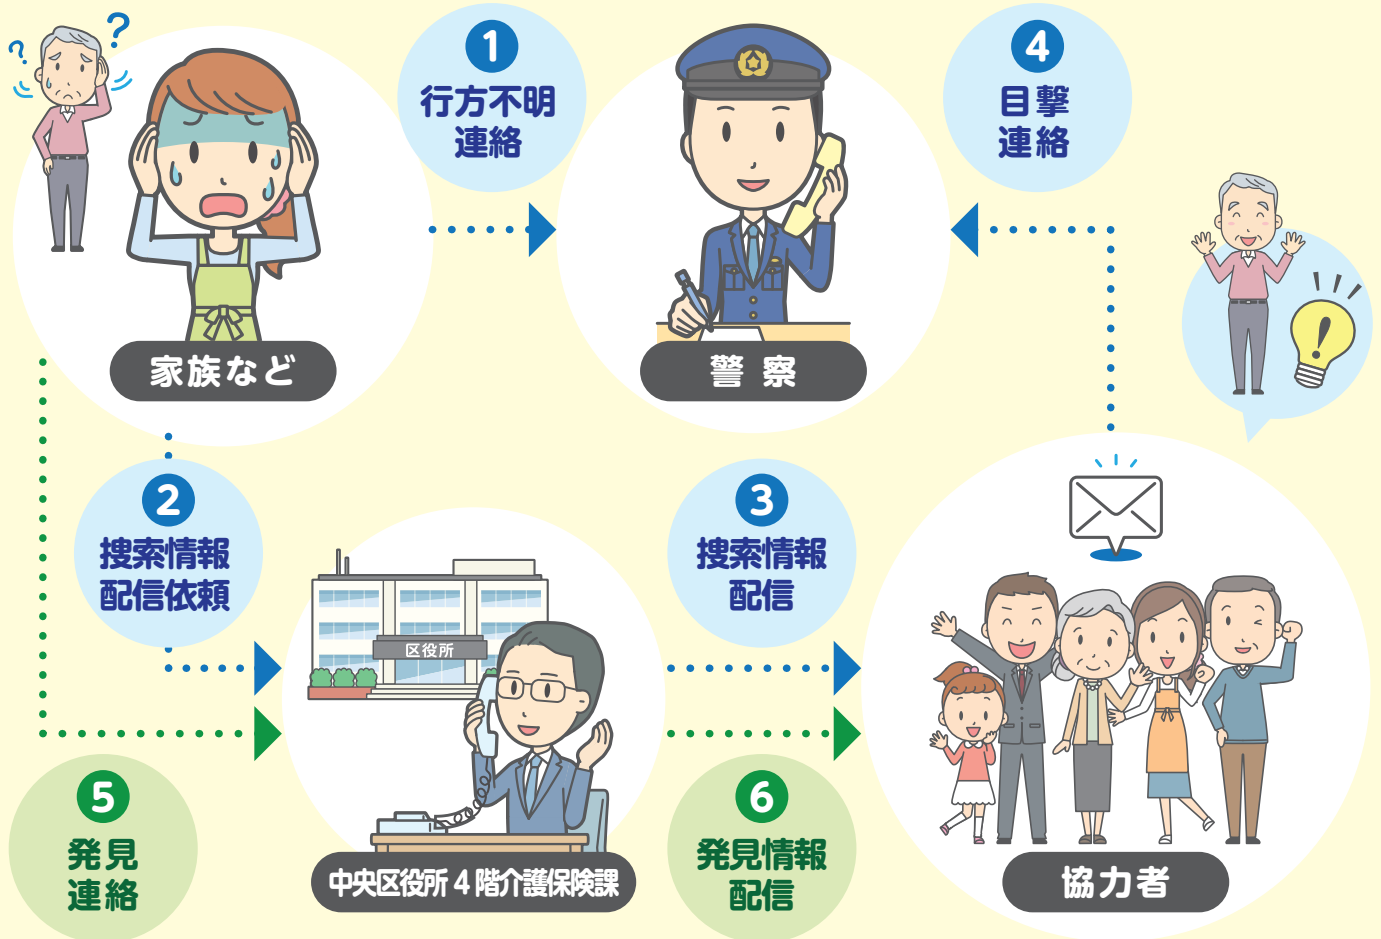 ? ?
1
行方不明
連絡
4
目撃
連絡
家族など
警察
!
2
捜索情報
配信依頼
3
捜索情報
配信
区役所
5
発見
連絡
6
発見情報
配信
中央区役所4階介護保険課
協力者